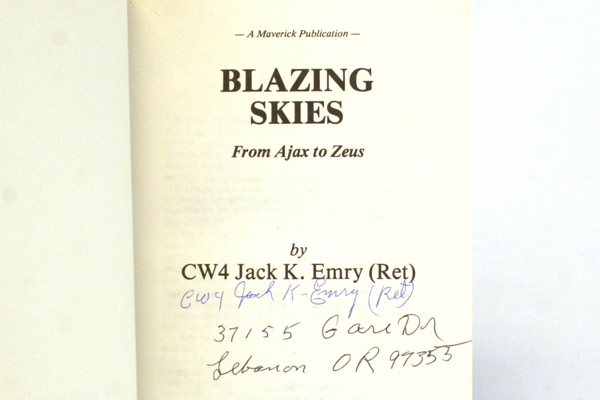 — A Maverick Publication —
BLAZING
SKIES
From Ajax to Zeus
by
CW4 Jack K. Emry (Ret)
CW4 Jack K. Emry (Ret)
37155 Gore Dr
Lebanon OR 97355